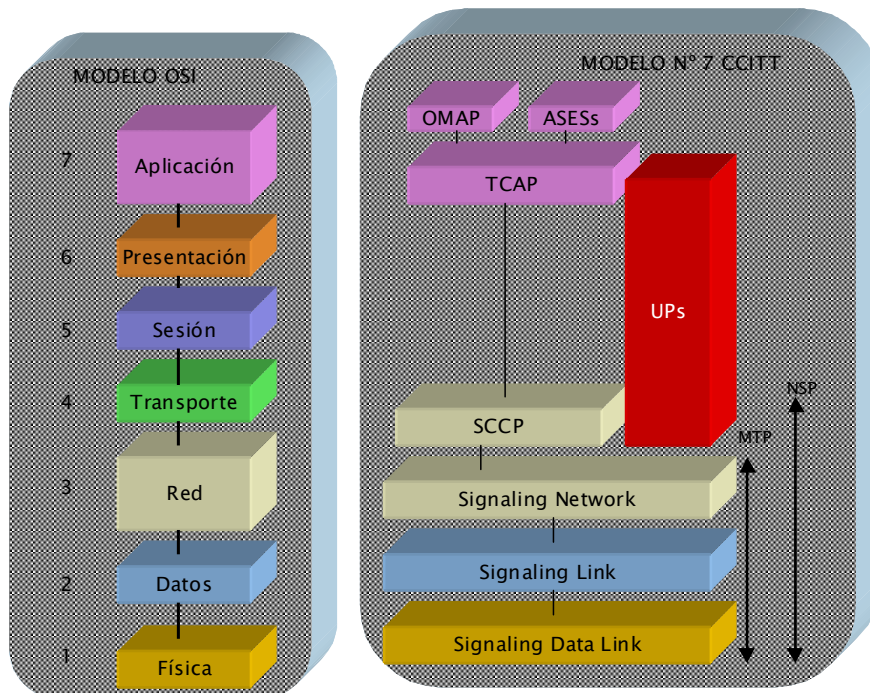 MODELO OSI
7
Aplicación
6
Presentación
5
Sesión
4
Transporte
3
Red
2
Datos
1
Física
MODELO N° 7 CCITT
OMAP
ASESs
TCAP
UPs
SCCP
NSP
MTP
Signaling Network
Signaling Link
Signaling Data Link